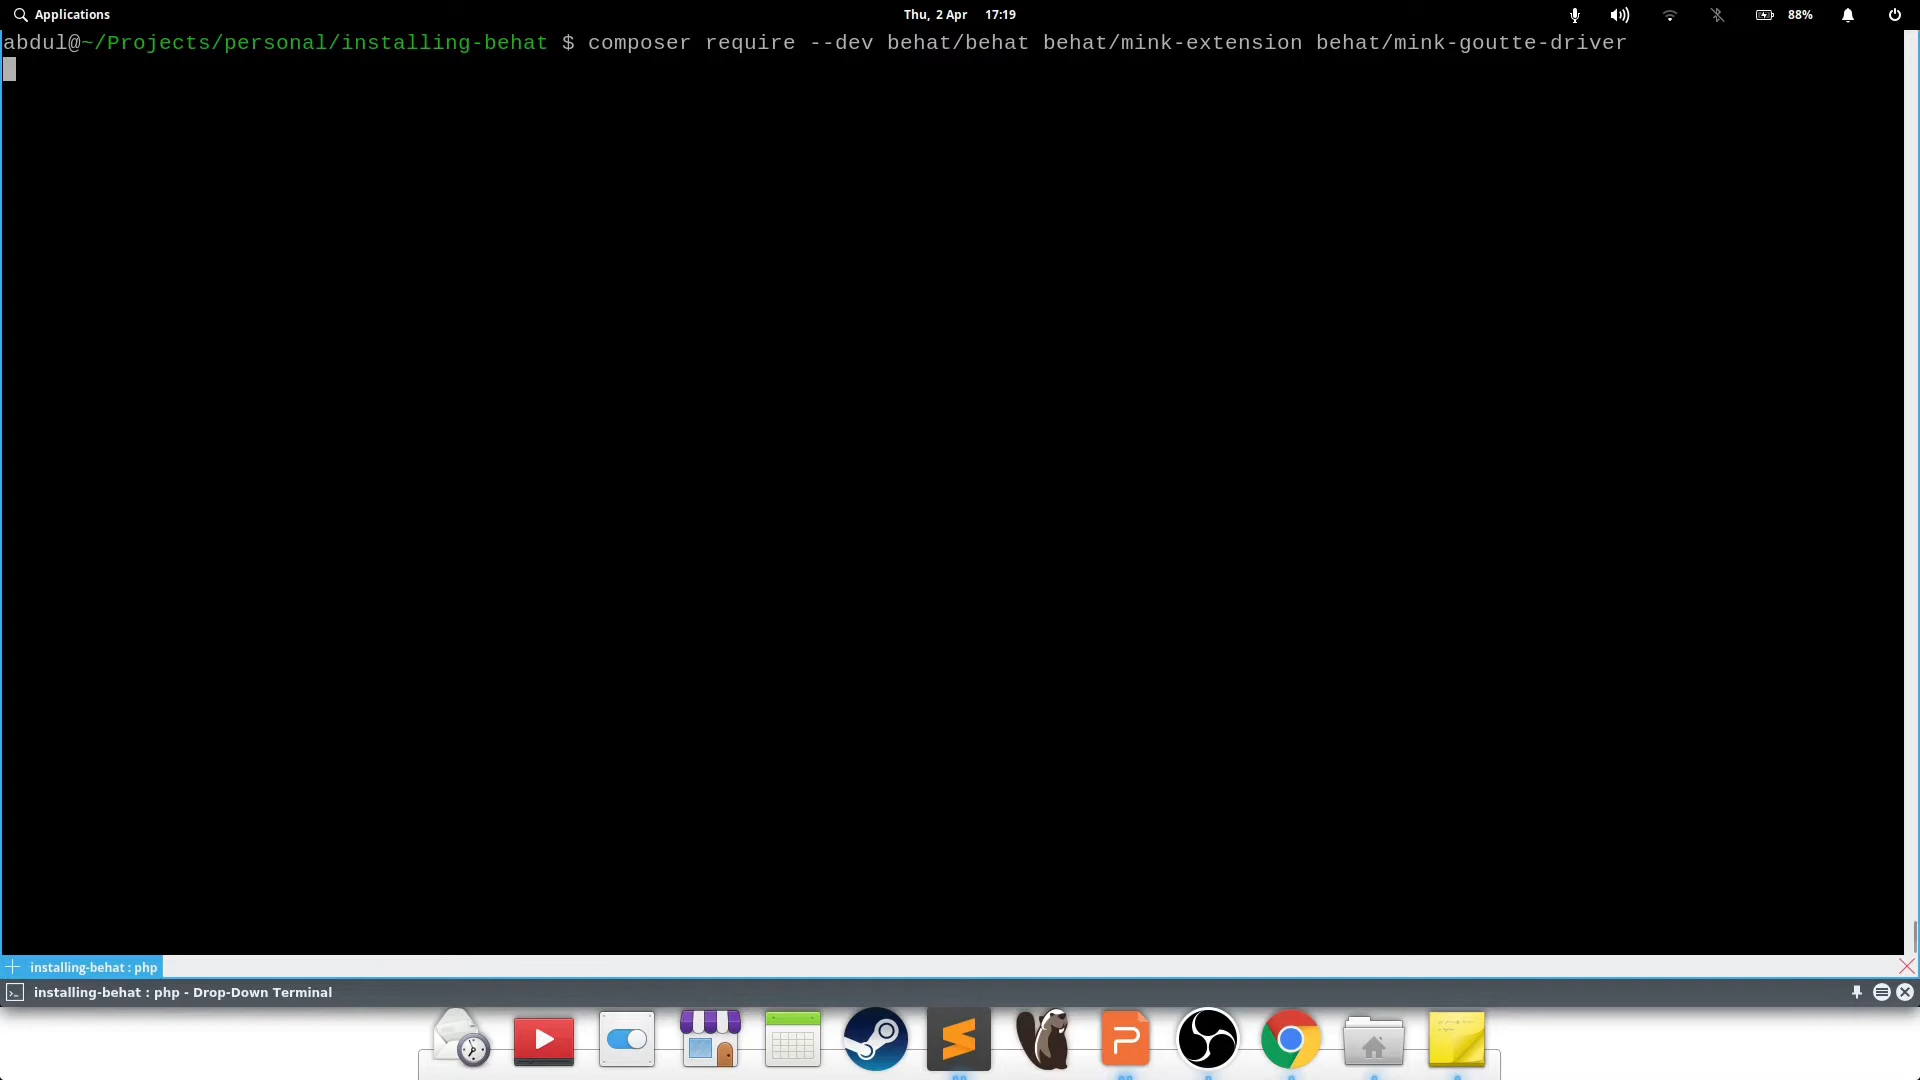 Applications
Thu, 2 Apr 17:19
88%
abdul@~/Projects/personal/installing-behat $ composer require --dev behat/behat behat/mink-extension behat/mink-goutte-driver
installing-behat : php
installing-behat : php - Drop-Down Terminal